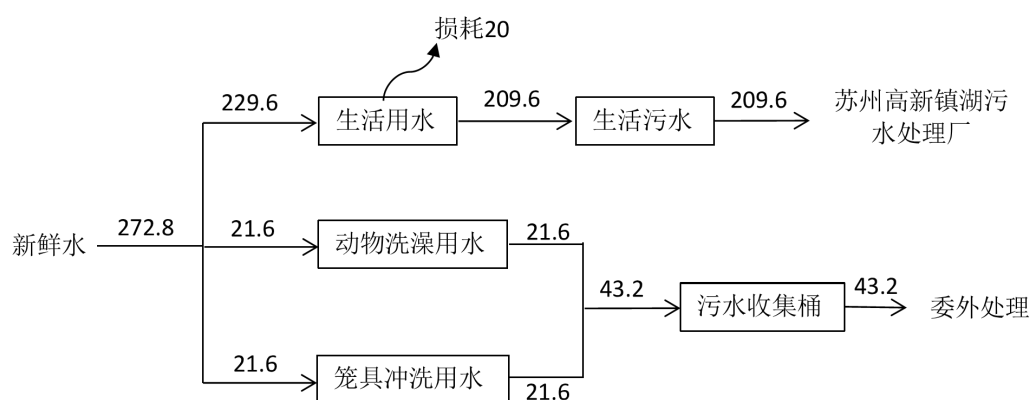 损耗20
229.6
生活用水
209.6
生活污水
209.6
苏州高新镇湖污
水处理厂
新鲜水
272.8
21.6
动物洗澡用水
21.6
43.2
污水收集桶
43.2
委外处理
21.6
笼具冲洗用水
21.6